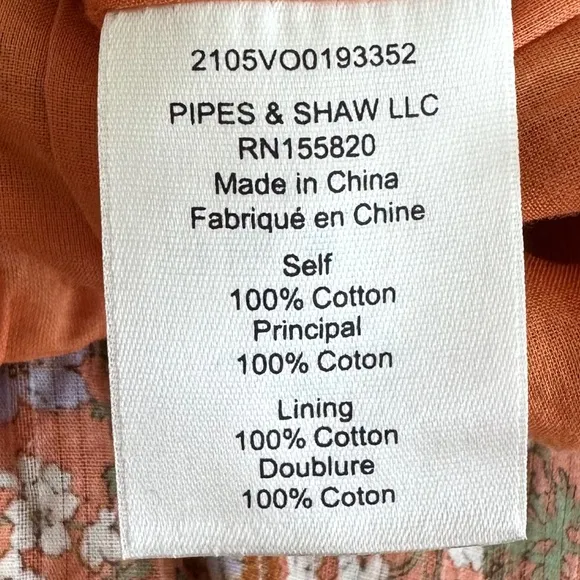 2105VO0193352
PIPES & SHAW LLC
RN155820
Made in China
Fabriqué en Chine
Self
100% Cotton
Principal
100% Coton
Lining
100% Cotton
Doublure
100% Coton